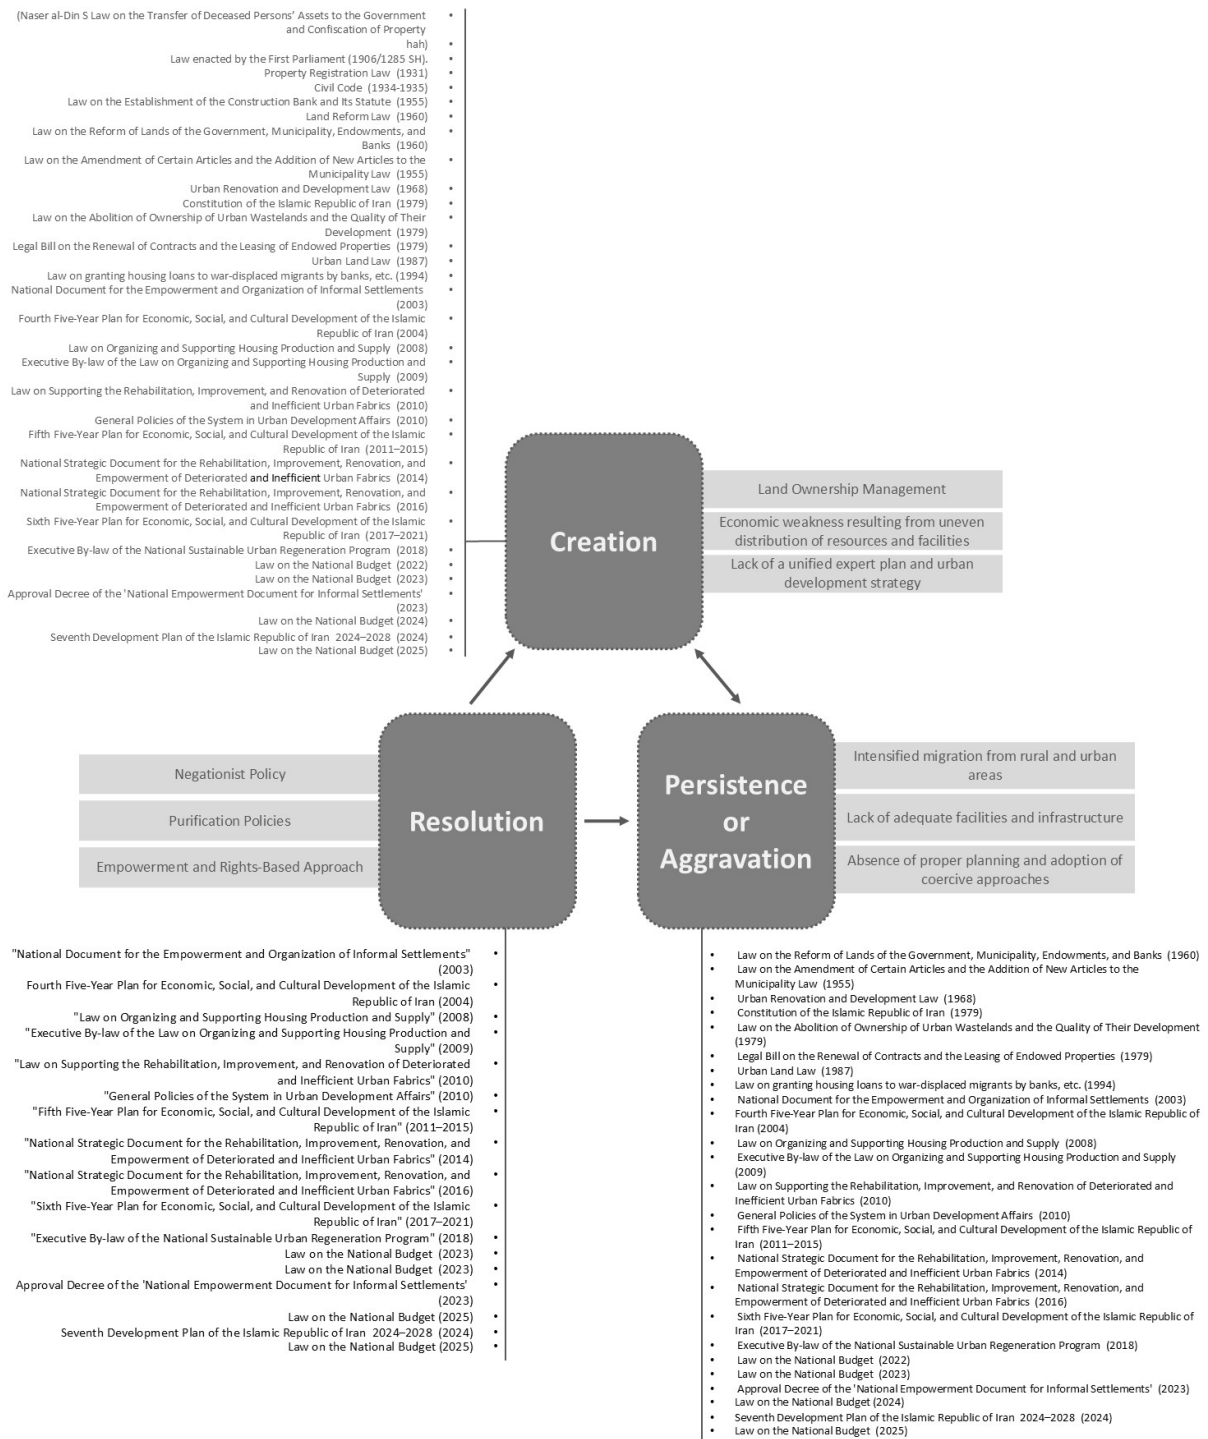 (Naser al-Din S Law on the Transfer of Deceased Persons' Assets to the Government
and Confiscation of Property
hah)
Law enacted by the First Parliament (1906/1285 SH).
Property Registration Law (1931)
Civil Code (1934-1935)
Law on the Establishment of the Construction Bank and Its Statute (1955)
Land Reform Law (1960)
Law on the Reform of Lands of the Government, Municipality, Endowments, and
Banks (1960)
Law on the Amendment of Certain Articles and the Addition of New Articles to the
Municipality Law (1955)
Urban Renovation and Development Law (1968)
Constitution of the Islamic Republic of Iran (1979)
Law on the Abolition of Ownership of Urban Wastelands and the Quality of Their
Development (1979)
Legal Bill on the Renewal of Contracts and the Leasing of Endowed Properties (1979)
Urban Land Law (1987)
Law on granting housing loans to war-displaced migrants by banks, etc. (1994)
National Document for the Empowerment and Organization of Informal Settlements
(2003)
Fourth Five-Year Plan for Economic, Social, and Cultural Development of the Islamic
Republic of Iran (2004)
Law on Organizing and Supporting Housing Production and Supply (2008)
Executive By-law of the Law on Organizing and Supporting Housing Production and
Supply (2009)
Law on Supporting the Rehabilitation, Improvement, and Renovation of Deteriorated
and Inefficient Urban Fabrics (2010)
General Policies of the System in Urban Development Affairs (2010)
Fifth Five-Year Plan for Economic, Social, and Cultural Development of the Islamic
Republic of Iran (2011–2015)
National Strategic Document for the Rehabilitation, Improvement, Renovation, and
Empowerment of Deteriorated and Inefficient Urban Fabrics (2014)
National Strategic Document for the Rehabilitation, Improvement, Renovation, and
Empowerment of Deteriorated and Inefficient Urban Fabrics (2016)
Sixth Five-Year Plan for Economic, Social, and Cultural Development of the Islamic
Republic of Iran (2017–2021)
Executive By-law of the National Sustainable Urban Regeneration Program (2018)
Law on the National Budget (2022)
Law on the National Budget (2023)
Approval Decree of the 'National Empowerment Document for Informal Settlements'
(2023)
Law on the National Budget (2024)
Seventh Development Plan of the Islamic Republic of Iran 2024–2028 (2024)
Law on the National Budget (2025)
Creation
Land Ownership Management
Economic weakness resulting from uneven
distribution of resources and facilities
Lack of a unified expert plan and urban
development strategy
Negationist Policy
Purification Policies
Empowerment and Rights-Based Approach
Resolution
Persistence
or
Aggravation
Intensified migration from rural and urban
areas
Lack of adequate facilities and infrastructure
Absence of proper planning and adoption of
coercive approaches
"National Document for the Empowerment and Organization of Informal Settlements"
(2003)
Fourth Five-Year Plan for Economic, Social, and Cultural Development of the Islamic
Republic of Iran (2004)
"Law on Organizing and Supporting Housing Production and Supply" (2008)
"Executive By-law of the Law on Organizing and Supporting Housing Production and
Supply" (2009)
"Law on Supporting the Rehabilitation, Improvement, and Renovation of Deteriorated
and Inefficient Urban Fabrics" (2010)
"General Policies of the System in Urban Development Affairs" (2010)
"Fifth Five-Year Plan for Economic, Social, and Cultural Development of the Islamic
Republic of Iran" (2011–2015)
"National Strategic Document for the Rehabilitation, Improvement, Renovation, and
Empowerment of Deteriorated and Inefficient Urban Fabrics" (2014)
"National Strategic Document for the Rehabilitation, Improvement, Renovation, and
Empowerment of Deteriorated and Inefficient Urban Fabrics" (2016)
"Sixth Five-Year Plan for Economic, Social, and Cultural Development of the Islamic
Republic of Iran" (2017–2021)
"Executive By-law of the National Sustainable Urban Regeneration Program" (2018)
Law on the National Budget (2023)
Law on the National Budget (2023)
Approval Decree of the 'National Empowerment Document for Informal Settlements'
(2023)
Law on the National Budget (2025)
Seventh Development Plan of the Islamic Republic of Iran 2024–2028 (2024)
Law on the National Budget (2025)
Law on the Reform of Lands of the Government, Municipality, Endowments, and Banks (1960)
Law on the Amendment of Certain Articles and the Addition of New Articles to the
Municipality Law (1955)
Urban Renovation and Development Law (1968)
Constitution of the Islamic Republic of Iran (1979)
Law on the Abolition of Ownership of Urban Wastelands and the Quality of Their Development
(1979)
Legal Bill on the Renewal of Contracts and the Leasing of Endowed Properties (1979)
Urban Land Law (1987)
Law on granting housing loans to war-displaced migrants by banks, etc. (1994)
National Document for the Empowerment and Organization of Informal Settlements (2003)
Fourth Five-Year Plan for Economic, Social, and Cultural Development of the Islamic Republic of
Iran (2004)
Law on Organizing and Supporting Housing Production and Supply (2008)
Executive By-law of the Law on Organizing and Supporting Housing Production and Supply
(2009)
Law on Supporting the Rehabilitation, Improvement, and Renovation of Deteriorated and
Inefficient Urban Fabrics (2010)
General Policies of the System in Urban Development Affairs (2010)
Fifth Five-Year Plan for Economic, Social, and Cultural Development of the Islamic Republic of
Iran (2011–2015)
National Strategic Document for the Rehabilitation, Improvement, Renovation, and
Empowerment of Deteriorated and Inefficient Urban Fabrics (2014)
National Strategic Document for the Rehabilitation, Improvement, Renovation, and
Empowerment of Deteriorated and Inefficient Urban Fabrics (2016)
Sixth Five-Year Plan for Economic, Social, and Cultural Development of the Islamic Republic of
Iran (2017–2021)
Executive By-law of the National Sustainable Urban Regeneration Program (2018)
Law on the National Budget (2022)
Law on the National Budget (2023)
Approval Decree of the 'National Empowerment Document for Informal Settlements' (2023)
Law on the National Budget (2024)
Seventh Development Plan of the Islamic Republic of Iran 2024–2028 (2024)
Law on the National Budget (2025)